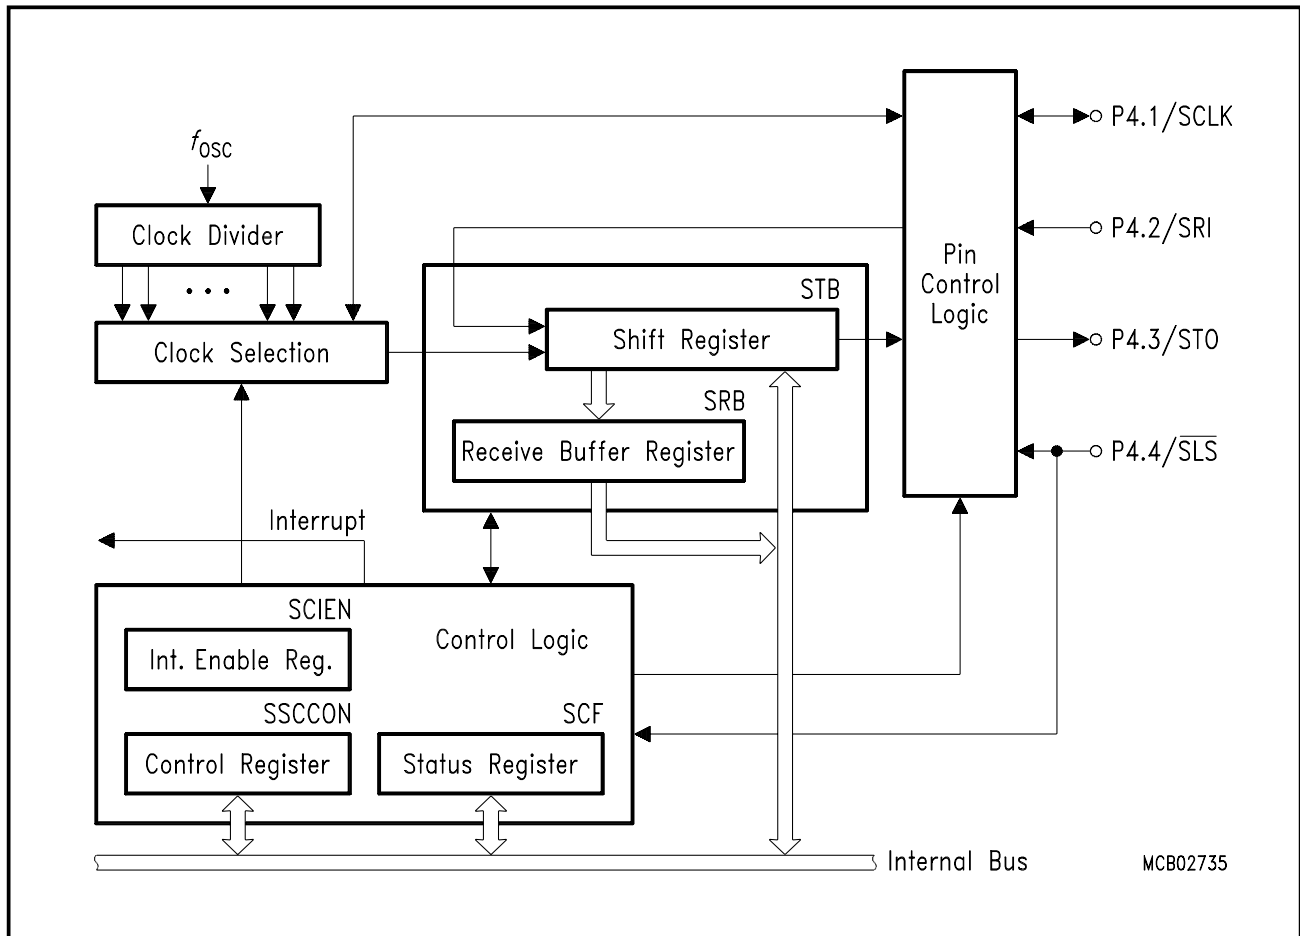 P4.1/SCLK
fOSC
Clock Divider
P4.2/SRI
Pin
Control
Logic
STB
Shift Register
Clock Selection
P4.3/STO
SRB
Receive Buffer Register
P4.4/SLS
Interrupt
SCIEN
Int. Enable Reg.
Control Logic
SSCCON
SCF
Control Register
Status Register
Internal Bus
MCB02735